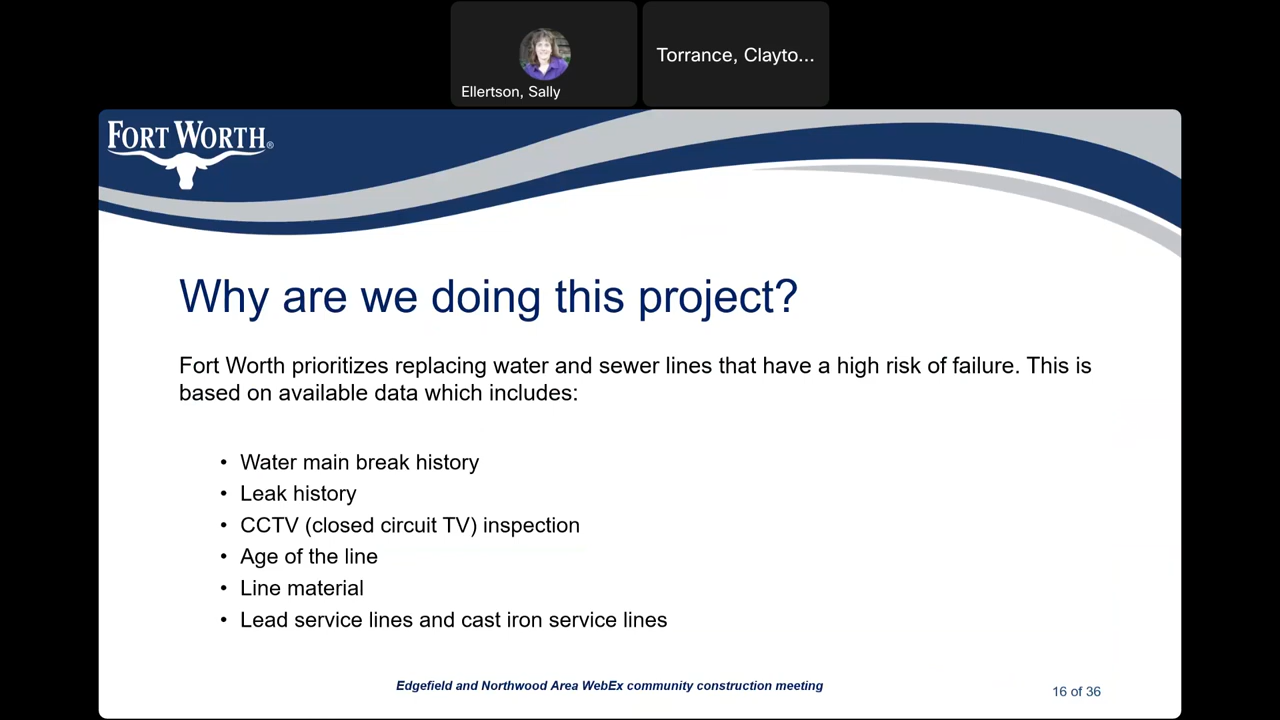 Ellertson, Sally
Torrance, Clayto...
FORT WORTH®
Why are we doing this project?
Fort Worth prioritizes replacing water and sewer lines that have a high risk of failure. This is
based on available data which includes:
• Water main break history
• Leak history
• CCTV (closed circuit TV) inspection
• Age of the line
• Line material
• Lead service lines and cast iron service lines
Edgefield and Northwood Area WebEx community construction meeting
16 of 36